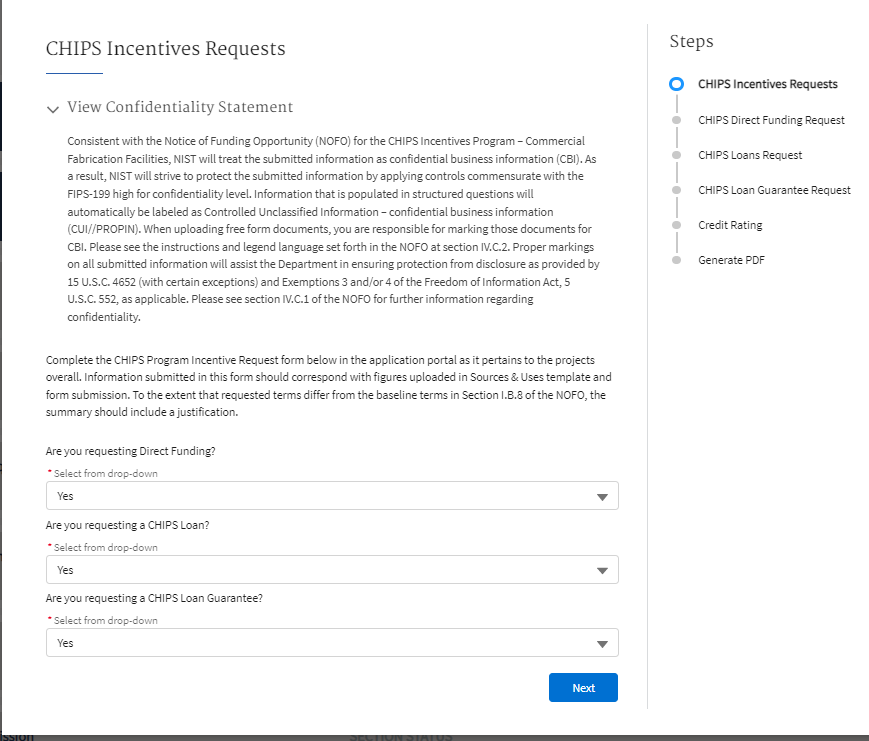 CHIPS Incentives Requests
View Confidentiality Statement
Consistent with the Notice of Funding Opportunity (NOFO) for the CHIPS Incentives Program – Commercial
Fabrication Facilities, NIST will treat the submitted information as confidential business information (CBI). As
a result, NIST will strive to protect the submitted information by applying controls commensurate with the
FIPS-199 high for confidentiality level. Information that is populated in structured questions will
automatically be labeled as Controlled Unclassified Information – confidential business information
(CUI//PROPIN). When uploading free form documents, you are responsible for marking those documents for
CBI. Please see the instructions and legend language set forth in the NOFO at section IV.C.2. Proper markings
on all submitted information will assist the Department in ensuring protection from disclosure as provided by
15 U.S.C. 4652 (with certain exceptions) and Exemptions 3 and/or 4 of the Freedom of Information Act, 5
U.S.C. 552, as applicable. Please see section IV.C.1 of the NOFO for further information regarding
confidentiality.
Complete the CHIPS Program Incentive Request form below in the application portal as it pertains to the projects
overall. Information submitted in this form should correspond with figures uploaded in Sources & Uses template and
form submission. To the extent that requested terms differ from the baseline terms in Section I.B.8 of the NOFO, the
summary should include a justification.
Are you requesting Direct Funding?
* Select from drop-down
Yes
Are you requesting a CHIPS Loan?
* Select from drop-down
Yes
Are you requesting a CHIPS Loan Guarantee?
* Select from drop-down
Yes
Next
Steps
CHIPS Incentives Requests
CHIPS Direct Funding Request
CHIPS Loans Request
CHIPS Loan Guarantee Request
Credit Rating
Generate PDF